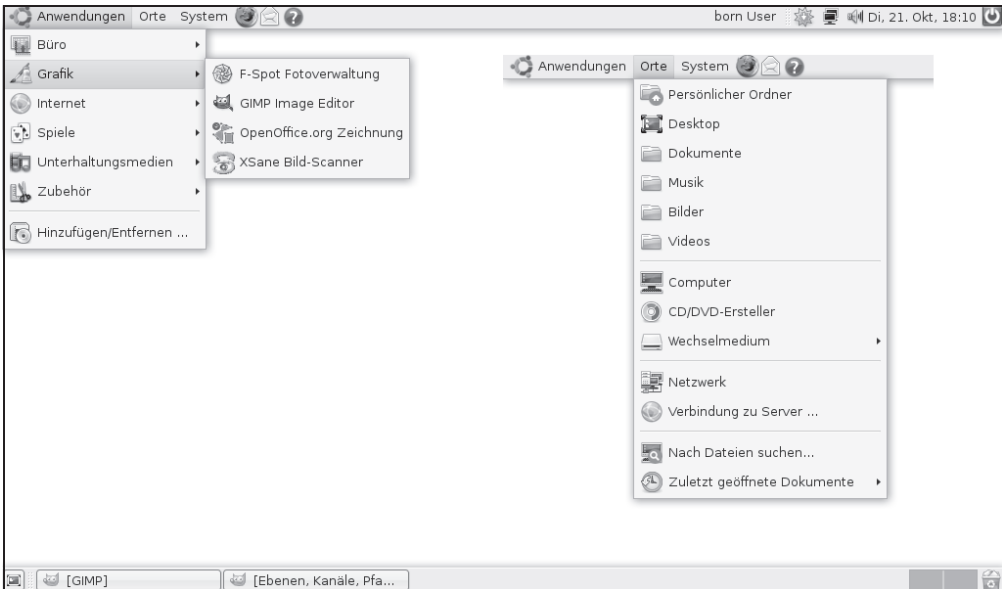 Anwendungen Orte System
born User Di, 21. Okt, 18:10
Büro
Grafik
Internet
Spiele
Unterhaltungsmedien
Zubehör
Hinzufügen/Entfernen ...
F-Spot Fotoverwaltung
GIMP Image Editor
OpenOffice.org Zeichnung
XSane Bild-Scanner
Anwendungen Orte System
Persönlicher Ordner
Desktop
Dokumente
Musik
Bilder
Videos
Computer
CD/DVD-Ersteller
Wechselmedium
Netzwerk
Verbindung zu Server ...
Nach Dateien suchen...
Zuletzt geöffnete Dokumente
[GIMP]
[Ebenen, Kanäle, Pfa...